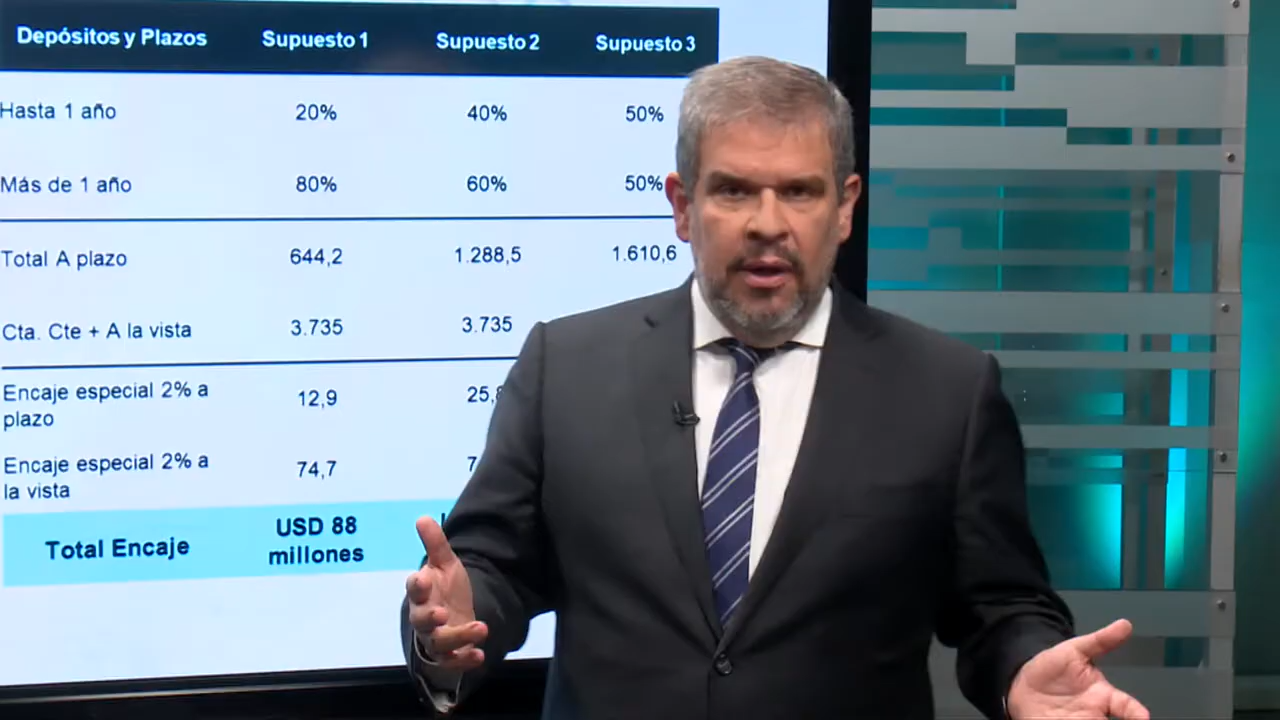 Depósitos y Plazos Supuesto 1 Supuesto 2 Supuesto 3
Hasta 1 año 20% 40% 50%
Más de 1 año 80% 60% 50%
Total A plazo 644,2 1.288,5 1.610,6
Cta. Cte + A la vista 3.735 3.735
Encaje especial 2% a
plazo 12,9
Encaje especial 2% a
la vista 74,7
Total Encaje USD 88
millones